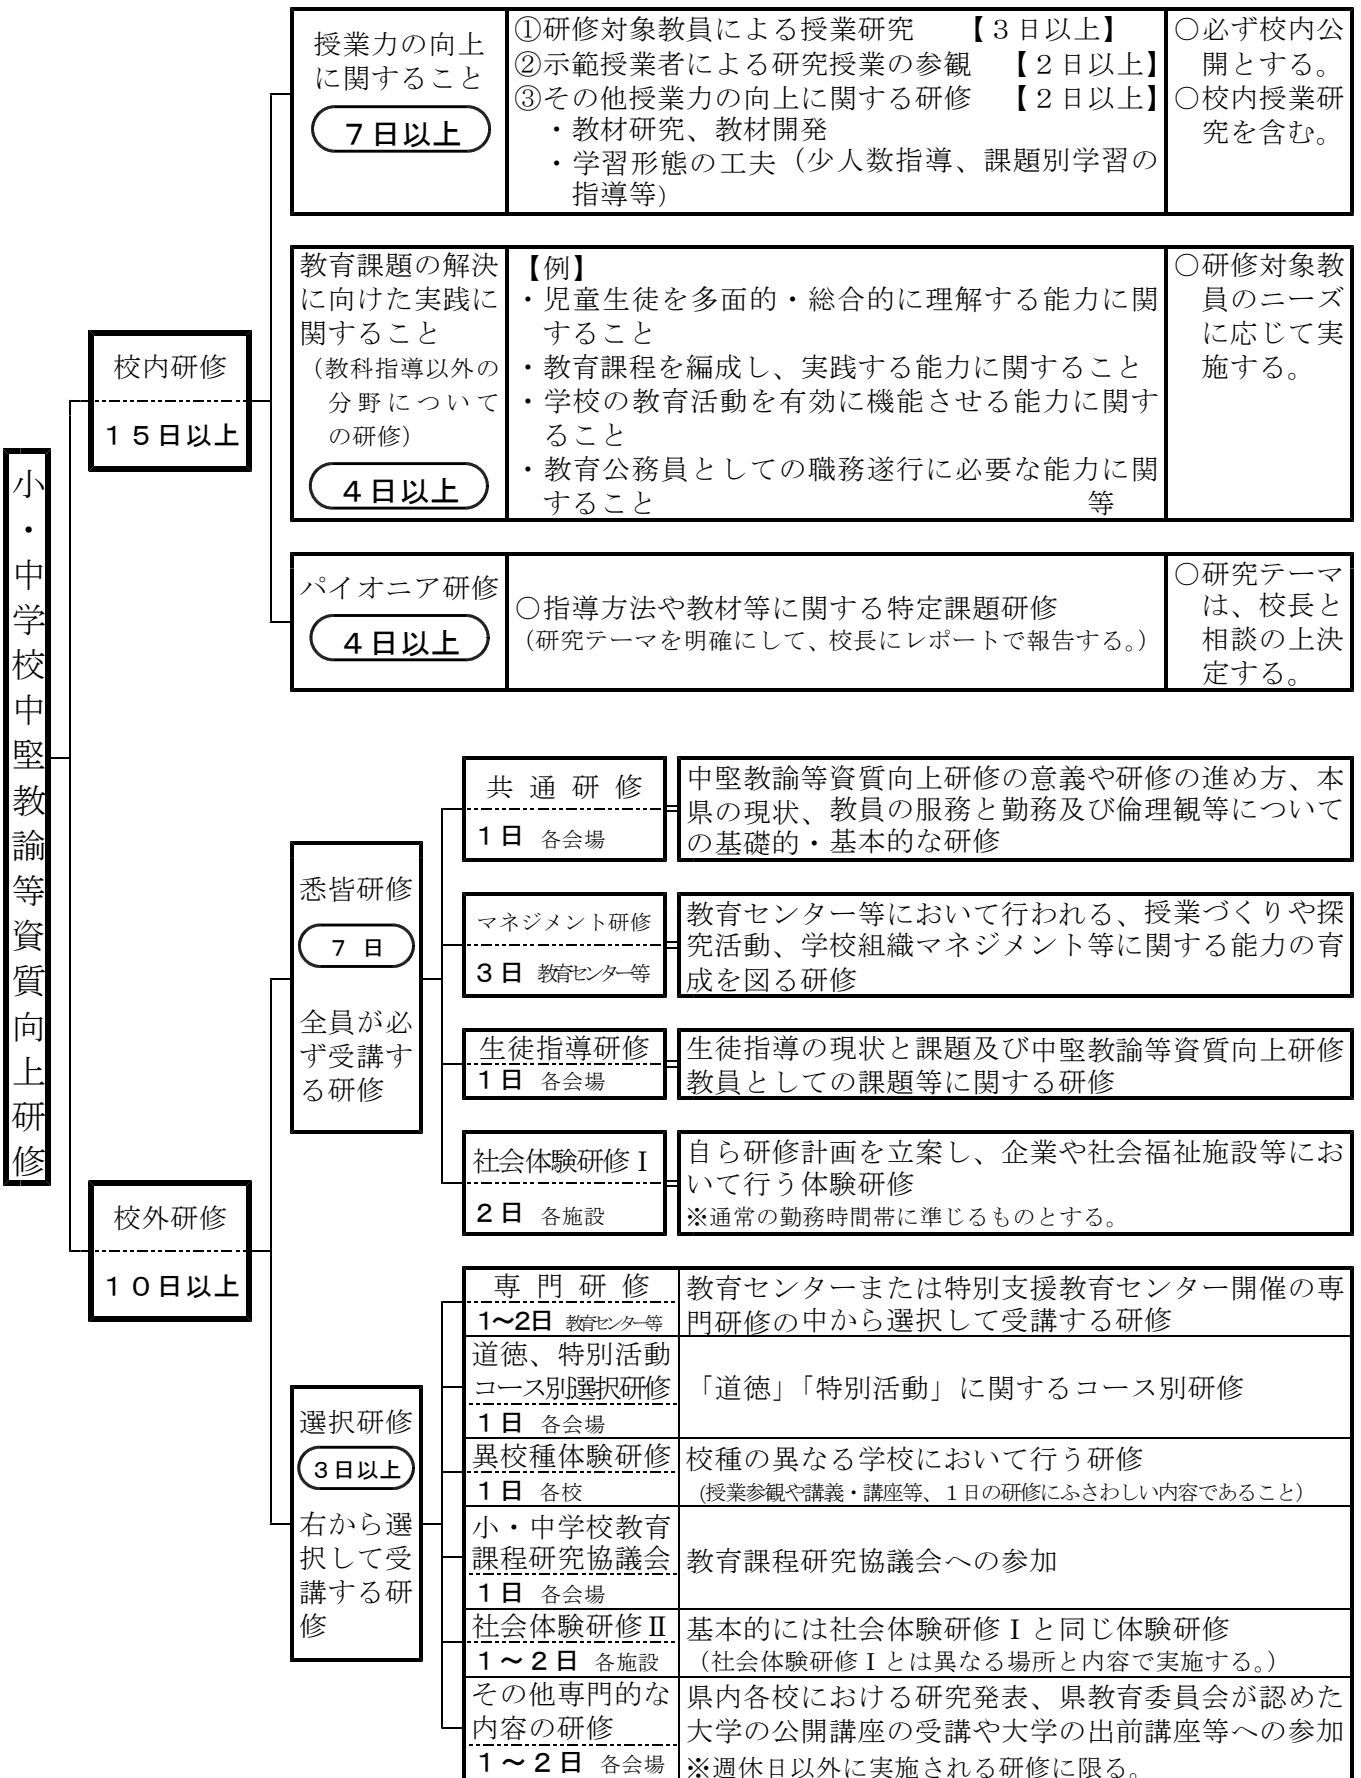 小・中学校中堅教諭等資質向上研修
校内研修
１５日以上
授業力の向上
に関すること
７日以上
①研修対象教員による授業研究　【３日以上】
②示範授業者による研究授業の参観　【２日以上】
③その他授業力の向上に関する研修　【２日以上】
・教材研究、教材開発
・学習形態の工夫（少人数指導、課題別学習の
指導等）
○必ず校内公
開とする。
○校内授業研
究を含む。
教育課題の解決
に向けた実践に
関すること
（教科指導以外の
分野について
の研修）
４日以上
【例】
・児童生徒を多面的・総合的に理解する能力に関
すること
・教育課程を編成し、実践する能力に関すること
・学校の教育活動を有効に機能させる能力に関す
ること
・教育公務員としての職務遂行に必要な能力に関
すること　等
○研修対象教
員のニーズ
に応じて実
施する。
パイオニア研修
４日以上
○指導方法や教材等に関する特定課題研修
（研究テーマを明確にして、校長にレポートで報告する。）
○研究テーマ
は、校長と
相談の上決
定する。
校外研修
１０日以上
悉皆研修
７ 日
全員が必
ず受講す
る研修
共通研修
１日 各会場
中堅教諭等資質向上研修の意義や研修の進め方、本
県の現状、教員の服務と勤務及び倫理観等について
の基礎的・基本的な研修
マネジメント研修
３日 教育センター等
教育センター等において行われる、授業づくりや探
究活動、学校組織マネジメント等に関する能力の育
成を図る研修
生徒指導研修
１日 各会場
生徒指導の現状と課題及び中堅教諭等資質向上研修
教員としての課題等に関する研修
社会体験研修Ⅰ
２日 各施設
自ら研修計画を立案し、企業や社会福祉施設等にお
いて行う体験研修
※通常の勤務時間帯に準じるものとする。
選択研修
３日以上
右から選
択して受
講する研
修
専門研修
１～２日 教育センター等
教育センターまたは特別支援教育センター開催の専
門研修の中から選択して受講する研修
道徳、特別活動
コース別選択研修
１日 各会場
「道徳」「特別活動」に関するコース別研修
異校種体験研修
１日 各校
校種の異なる学校において行う研修
（授業参観や講義・講座等、１日の研修にふさわしい内容であること）
小・中学校教育
課程研究協議会
１日 各会場
教育課程研究協議会への参加
社会体験研修Ⅱ
１～２日 各施設
基本的には社会体験研修Ⅰと同じ体験研修
（社会体験研修Ⅰとは異なる場所と内容で実施する。）
その他専門的な
内容の研修
１～２日 各会場
県内各校における研究発表、県教育委員会が認めた
大学の公開講座の受講や大学の出前講座等への参加
※週休日以外に実施される研修に限る。